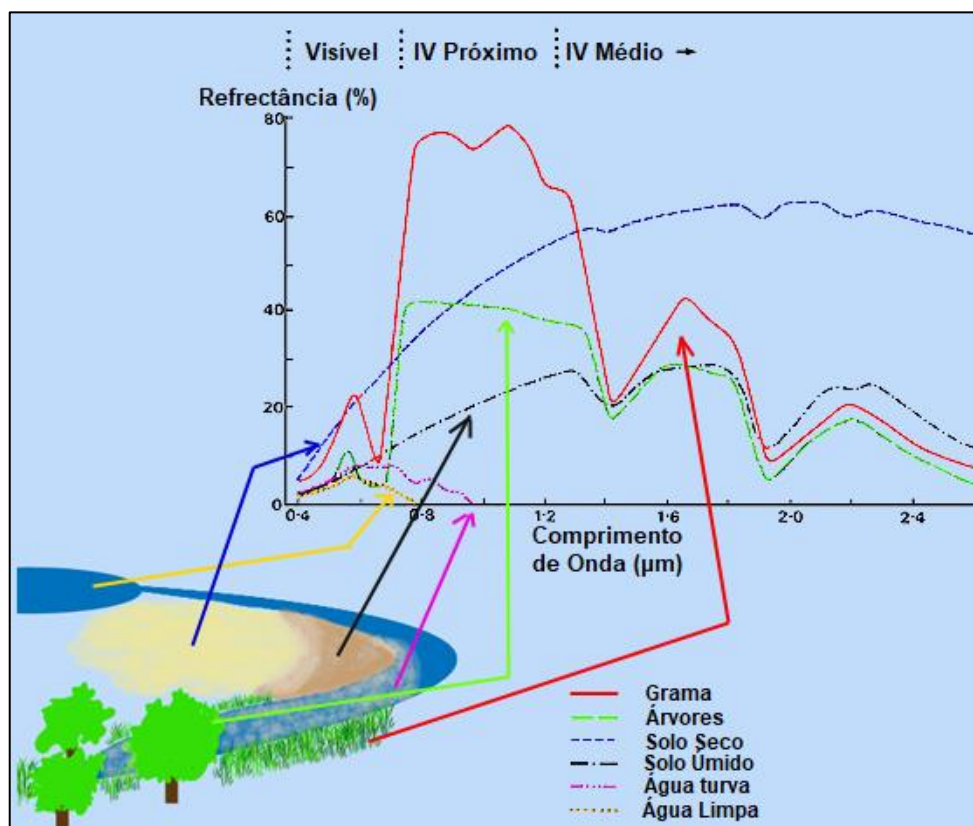 Visível IV Próximo IV Médio →
Refrectância (%)
80
60
40
20
0
0·4 0·8 1·2 1·6 2·0 2·4
Comprimento
de Onda (µm)
Grama
Árvores
Solo Seco
Solo Úmido
Água turva
Água Limpa